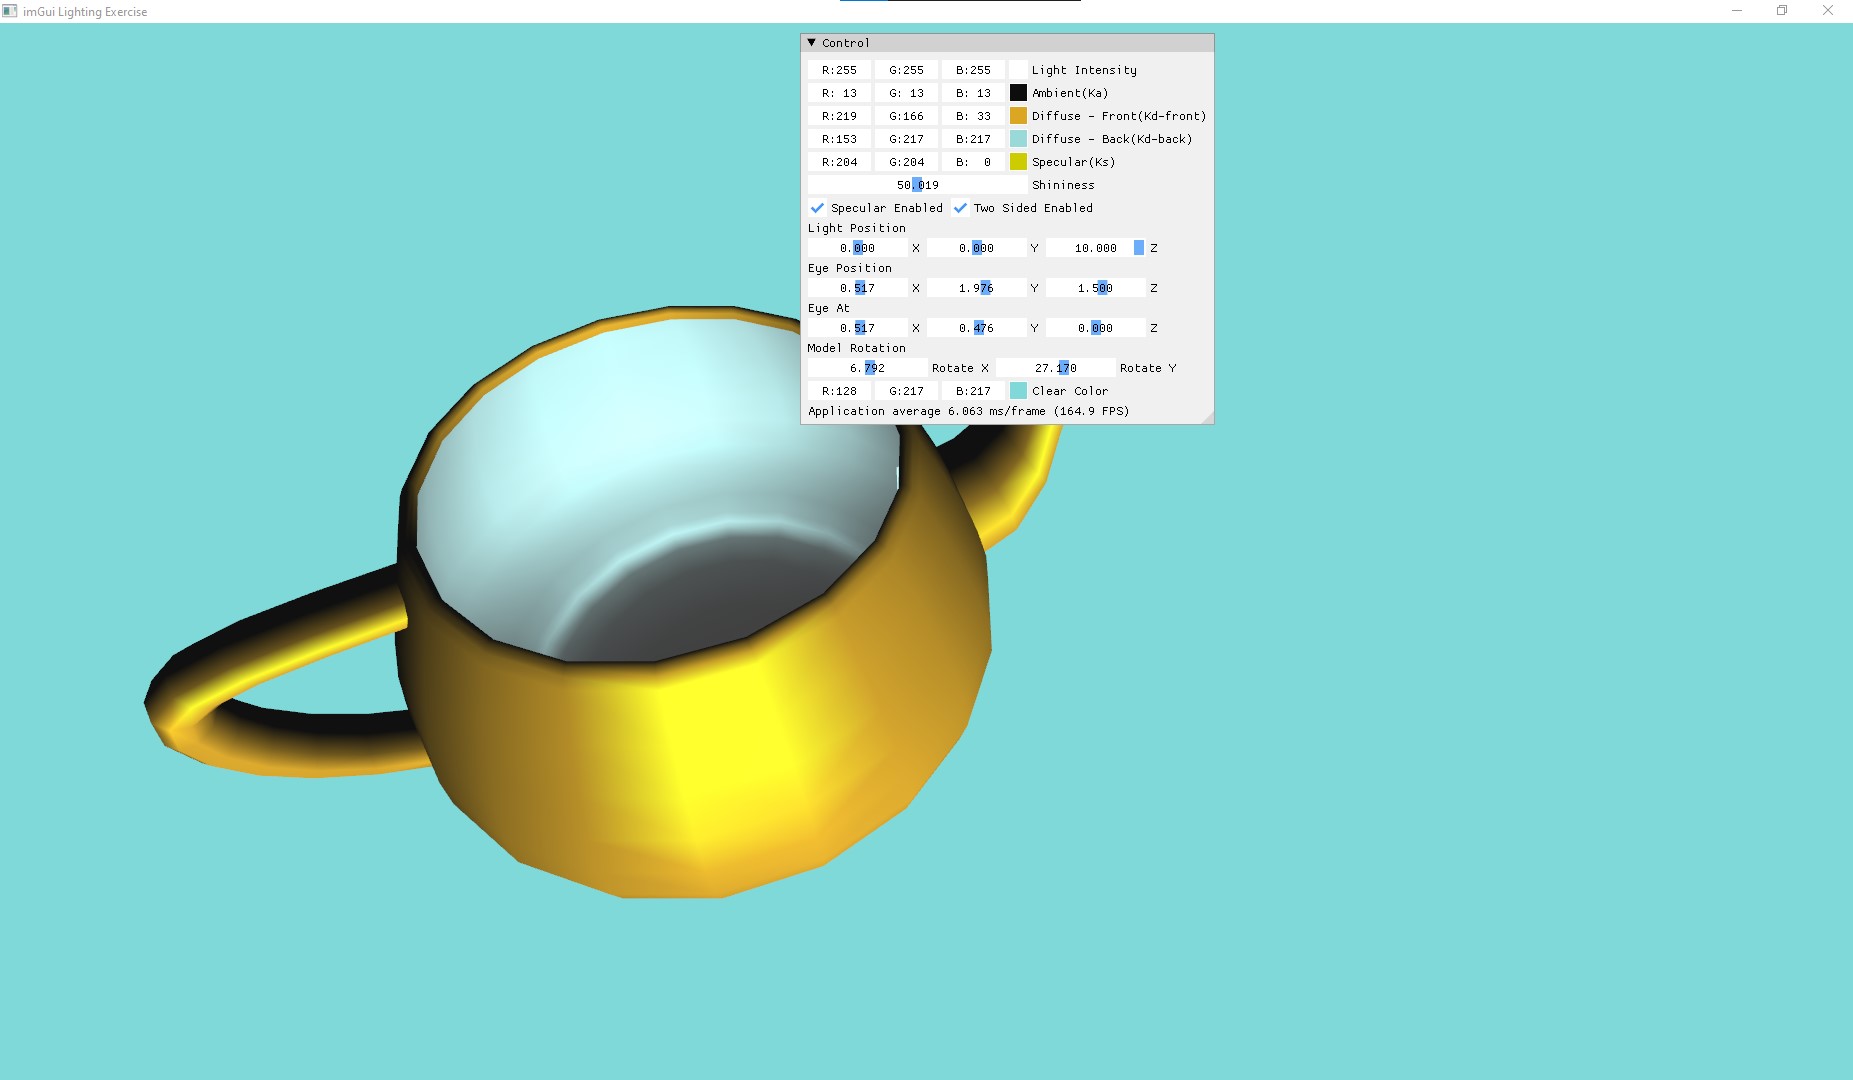 imGui Lighting Exercise
Control
R:255 G:255 B:255 Light Intensity
R: 13 G: 13 B: 13 Ambient(Ka)
R:219 G:166 B: 33 Diffuse - Front(Kd-front)
R:153 G:217 B:217 Diffuse - Back(Kd-back)
R:204 G:204 B: 0 Specular(Ks)
50.019 Shininess
Specular Enabled Two Sided Enabled
Light Position
0.000 X 0.000 Y 10.000 Z
Eye Position
0.517 X 1.976 Y 1.500 Z
Eye At
0.517 X 0.476 Y 0.000 Z
Model Rotation
6.792 Rotate X 27.170 Rotate Y
R:128 G:217 B:217 Clear Color
Application average 6.063 ms/frame (164.9 FPS)